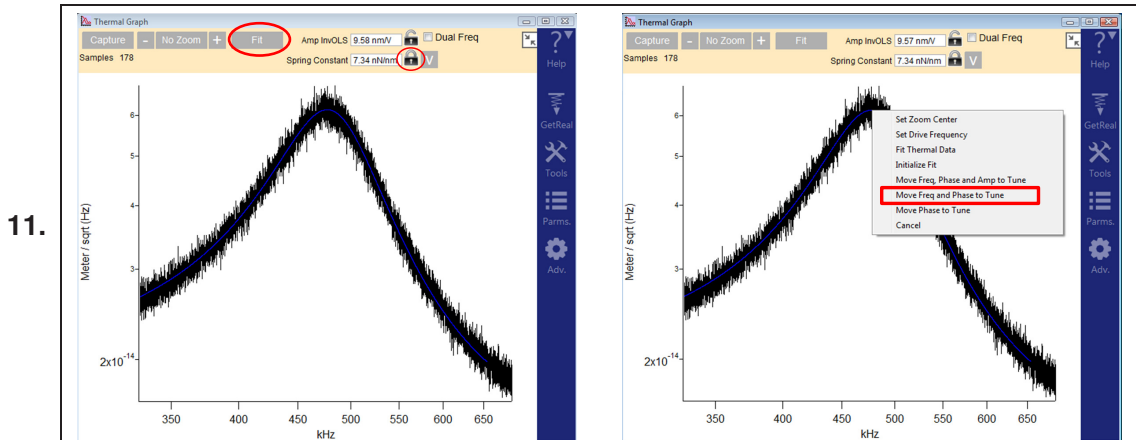 11.
Thermal Graph
Capture - No Zoom + Fit Amp InvOLS 9.58 nm/V Dual Freq
Samples 178 Spring Constant 7.34 nN/nm V
? Help
GetReal
Tools
Parms.
Adv.
Meter / sqrt (Hz)
6
5
4
3
2x10-14
350 400 450 500 550 600 650
kHz
Thermal Graph
Capture - No Zoom + Fit Amp InvOLS 9.57 nm/V Dual Freq
Samples 178 Spring Constant 7.34 nN/nm V
? Help
GetReal
Tools
Parms.
Adv.
Set Zoom Center
Set Drive Frequency
Fit Thermal Data
Initialize Fit
Move Freq, Phase and Amp to Tune
Move Freq and Phase to Tune
Move Phase to Tune
Cancel
Meter / sqrt (Hz)
6
5
4
3
2x10-14
350 400 450 500 550 600 650
kHz